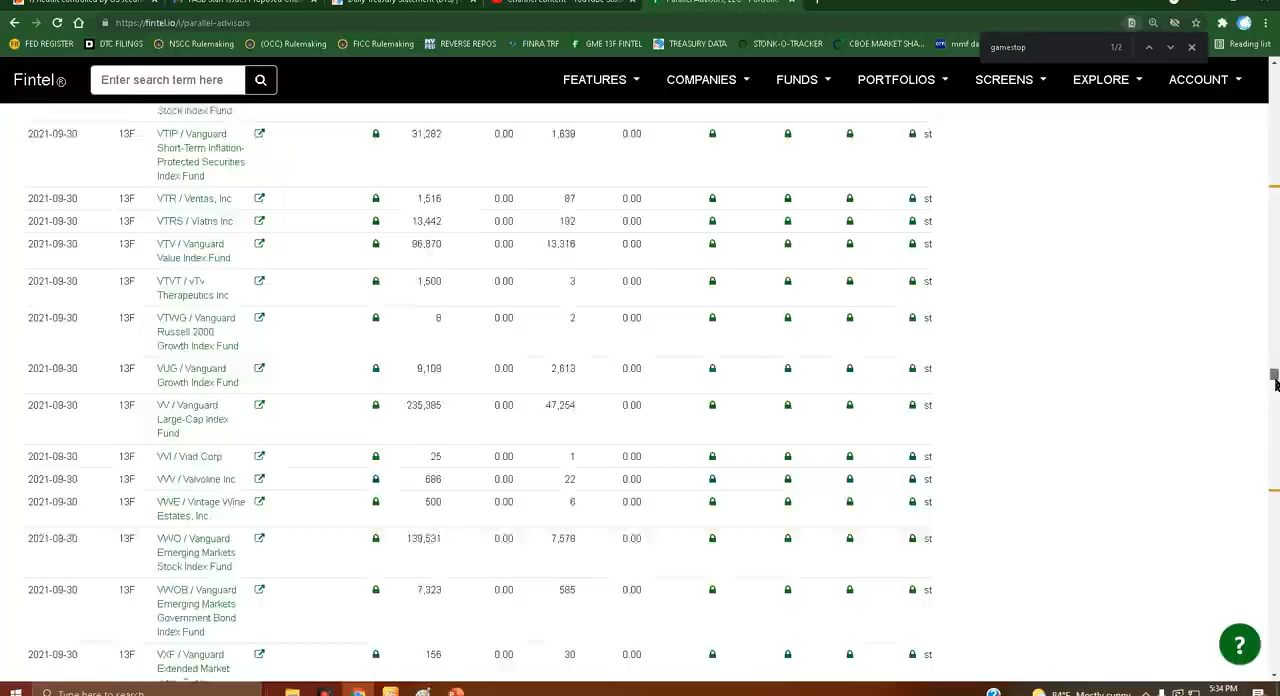 https://fintel.io/i/parallel-advisors
FED REGISTER DTC FILINGS NSCC Rulemaking (OCC) Rulemaking FICC Rulemaking REVERSE REPOS FINRA TRF GME 13F FINTEL TREASURY DATA STONK-O-TRACKER CBOE MARKET SHA... mmf da Reading list
gamestop 1/2
Fintel® Enter search term here FEATURES COMPANIES FUNDS PORTFOLIOS SCREENS EXPLORE ACCOUNT
Stock Index Fund
2021-09-30 13F VTIP / Vanguard 31,282 0.00 1,639 0.00 st
Short-Term Inflation-
Protected Securities
Index Fund
2021-09-30 13F VTR / Ventas, Inc 1,516 0.00 87 0.00 st
2021-09-30 13F VTRS / Viatris Inc 13,442 0.00 192 0.00 st
2021-09-30 13F VTV / Vanguard 96,870 0.00 13,316 0.00 st
Value Index Fund
2021-09-30 13F VTVT / vTv 1,500 0.00 3 0.00 st
Therapeutics Inc
2021-09-30 13F VTWG / Vanguard 8 0.00 2 0.00 st
Russell 2000
Growth Index Fund
2021-09-30 13F VUG / Vanguard 9,109 0.00 2,613 0.00 st
Growth Index Fund
2021-09-30 13F VV / Vanguard 235,385 0.00 47,254 0.00 st
Large-Cap Index
Fund
2021-09-30 13F VVI / Viad Corp 25 0.00 1 0.00 st
2021-09-30 13F VVV / Valvoline Inc 686 0.00 22 0.00 st
2021-09-30 13F VWE / Vintage Wine 500 0.00 6 0.00 st
Estates, Inc.
2021-09-30 13F VWO / Vanguard 139,531 0.00 7,578 0.00 st
Emerging Markets
Stock Index Fund
2021-09-30 13F VWOB / Vanguard 7,323 0.00 585 0.00 st
Emerging Markets
Government Bond
Index Fund
2021-09-30 13F VXF / Vanguard 156 0.00 30 0.00 st
Extended Market
?
Type here to search 84°F Mostly sunny 5:34 PM